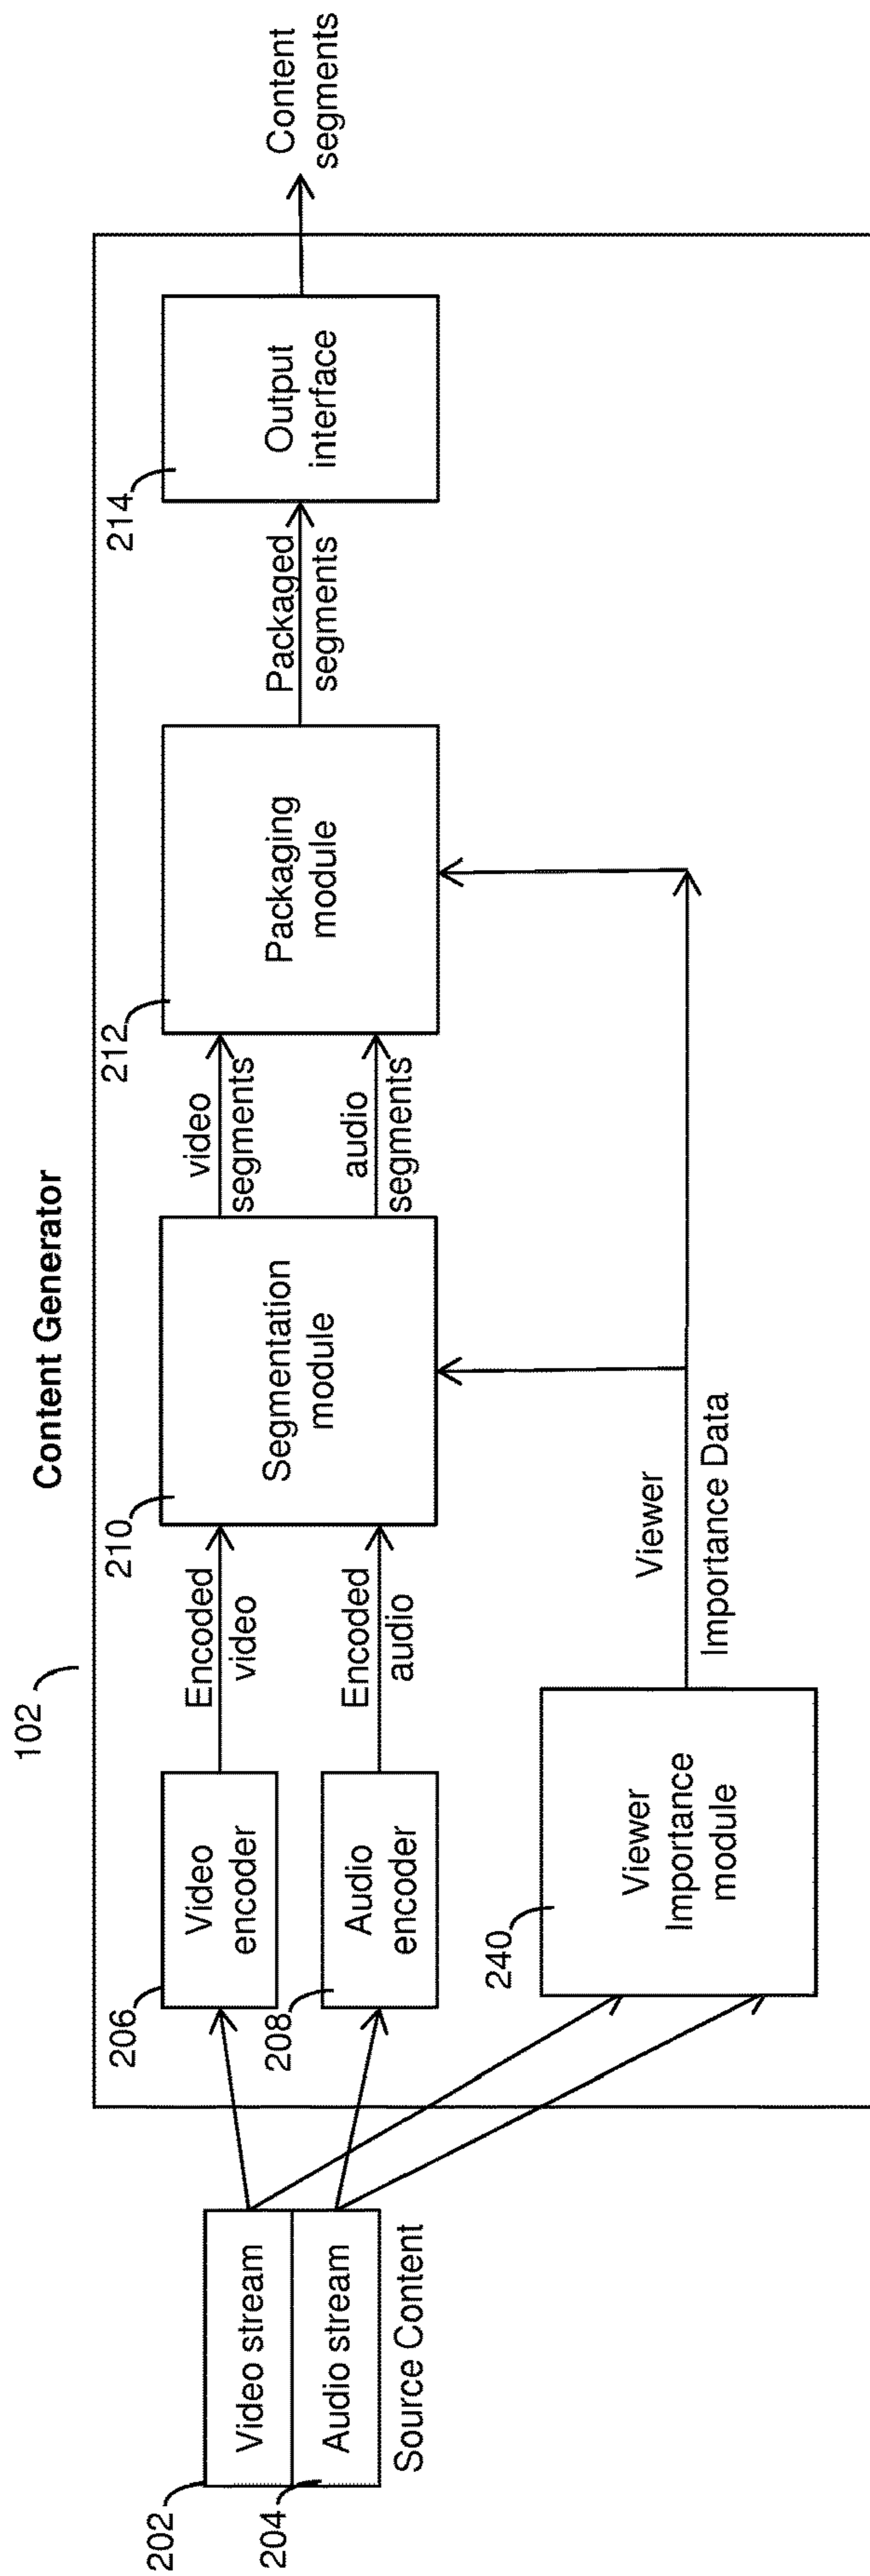 Content Generator
102
202
Video stream
204
Audio stream
Source Content
206
Video
encoder
208
Audio
encoder
Encoded
video
Encoded
audio
210
Segmentation
module
video
segments
audio
segments
212
Packaging
module
Packaged
segments
214
Output
interface
Content
segments
240
Viewer
Importance
module
Viewer
Importance Data